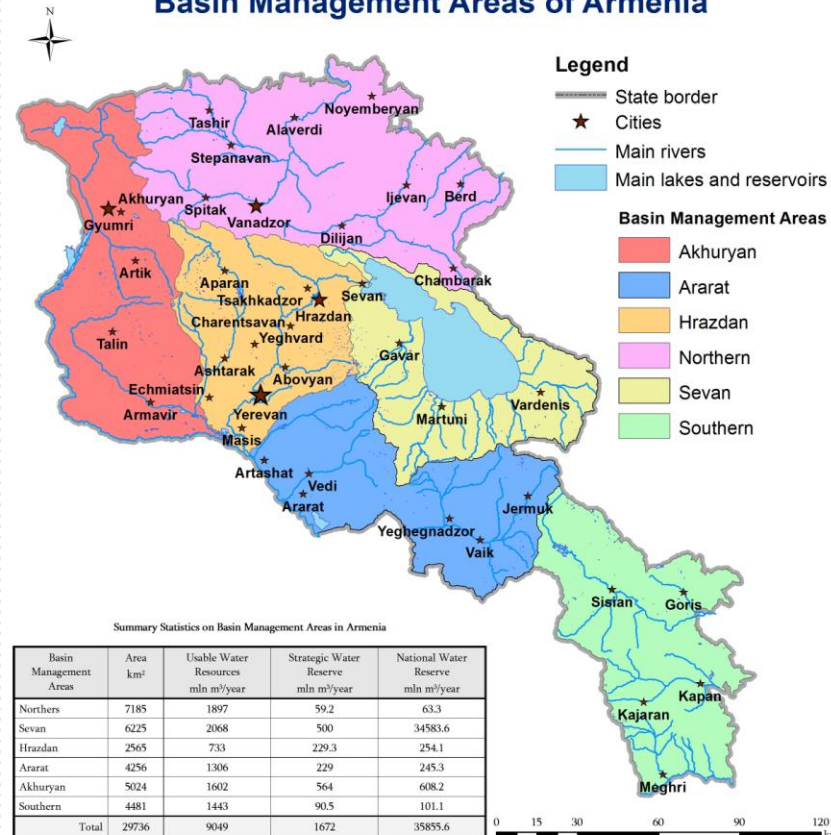 Basin Management Areas of Armenia
N
Legend
State border
Cities
Main rivers
Main lakes and reservoirs
Basin Management Areas
Akhuryan
Ararat
Hrazdan
Northern
Sevan
Southern
Noyemberyan
Tashir
Alaverdi
Stepanavan
Ijevan
Berd
Akhuryan
Spitak
Gyumri
Vanadzor
Dilijan
Artik
Aparan
Chambarak
Tsakhkadzor
Sevan
Hrazdan
Charentsavan
Talin
Yeghvard
Gavar
Ashtarak
Abovyan
Echmiatsin
Vardenis
Armavir
Yerevan
Martuni
Masis
Artashat
Vedi
Ararat
Jermuk
Yeghegnadzor
Vaik
Sisian
Goris
Kapan
Kajaran
Meghri
Summary Statistics on Basin Management Areas in Armenia
Basin Management Areas Area km² Usable Water Resources mln m³/year Strategic Water Reserve mln m³/year National Water Reserve mln m³/year
Northers 7185 1897 59.2 63.3
Sevan 6225 2068 500 34583.6
Hrazdan 2565 733 229.3 254.1
Ararat 4256 1306 229 245.3
Akhuryan 5024 1602 564 608.2
Southern 4481 1443 90.5 101.1
Total 29736 9049 1672 35855.6
0 15 30 60 90 120